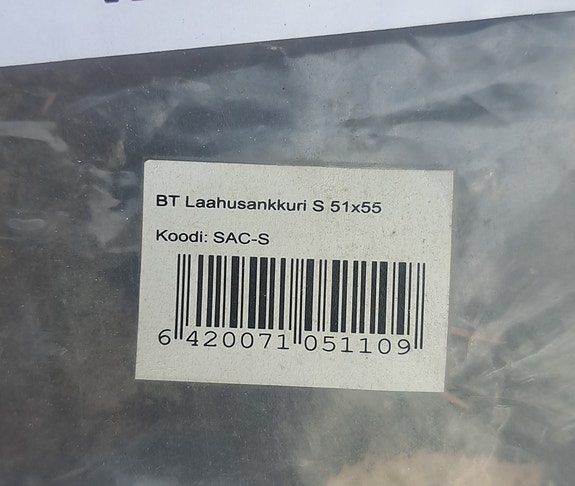 BT Laahusankkuri S 51x55
Koodi: SAC-S
6 420071 051109